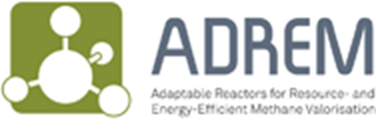 ADREM
Adaptable Reactors for Resource- and
Energy-Efficient Methane Valorisation